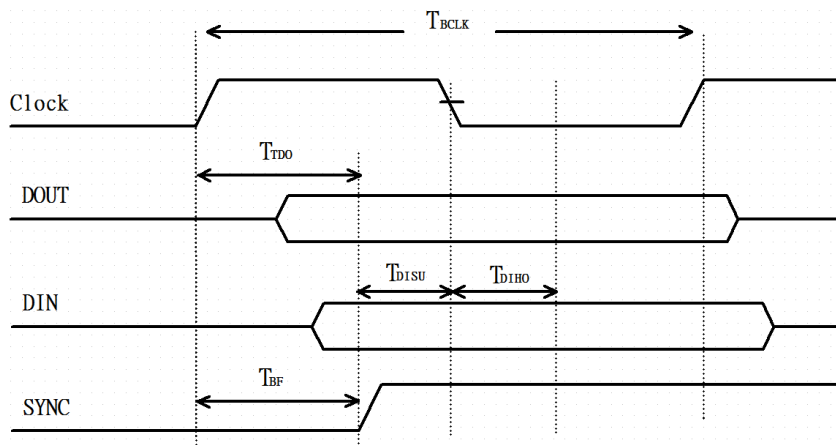 TBCLK
Clock
TTDO
DOUT
TDISU TDIHO
DIN
TBF
SYNC